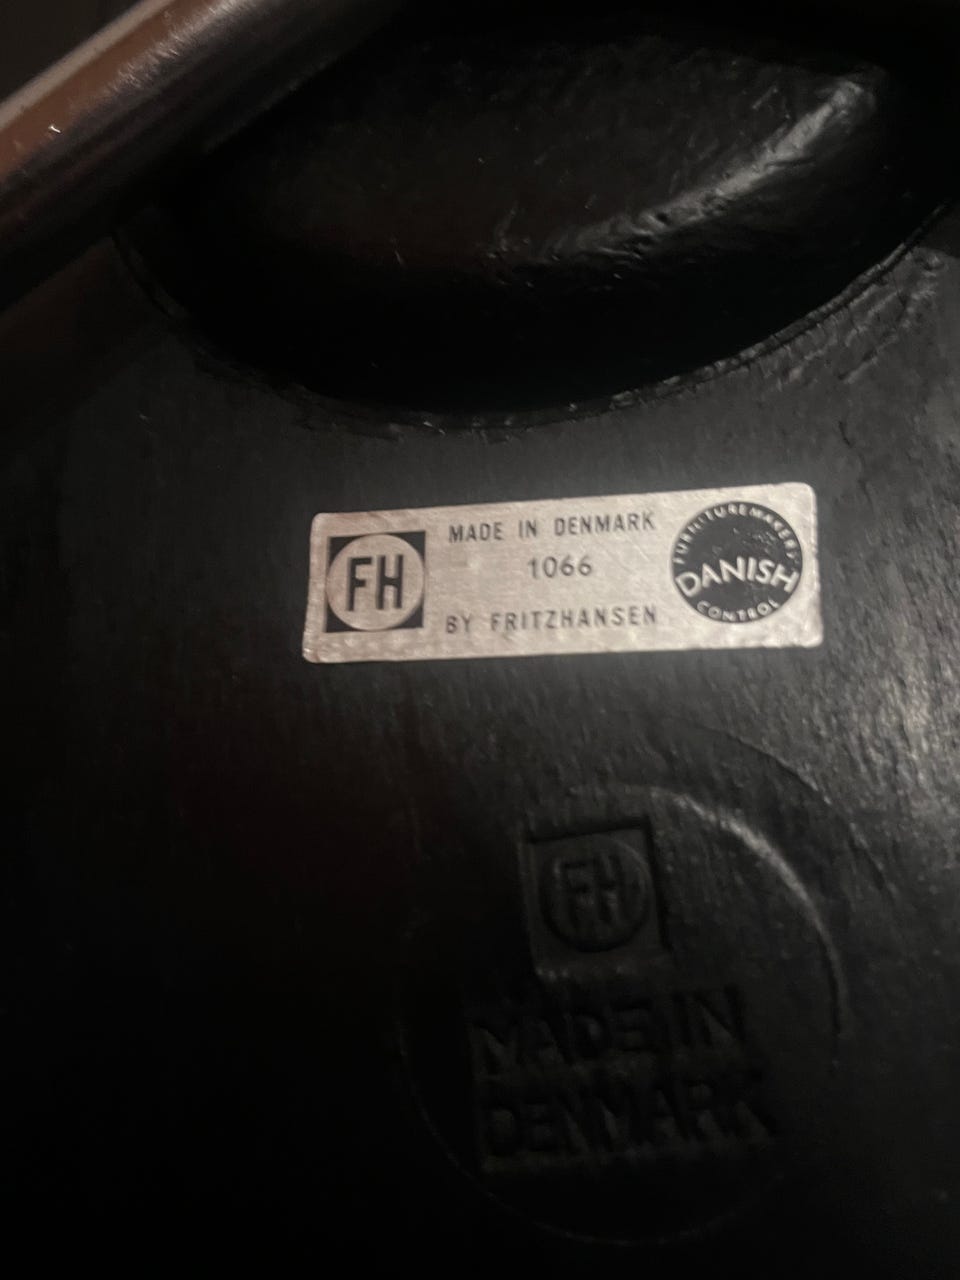 FH
MADE IN DENMARK
1066
BY FRITZHANSEN
FURNITUREMAKERS
DANISH
CONTROL
FH
MADE IN
DENMARK